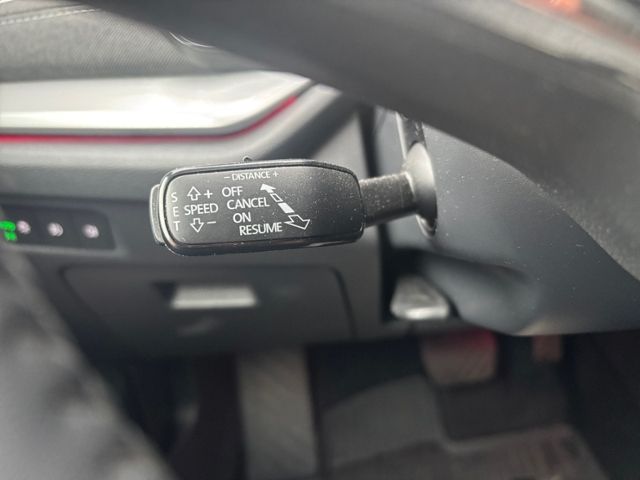 − DISTANCE +
S + OFF
E SPEED CANCEL
ON
T − RESUME